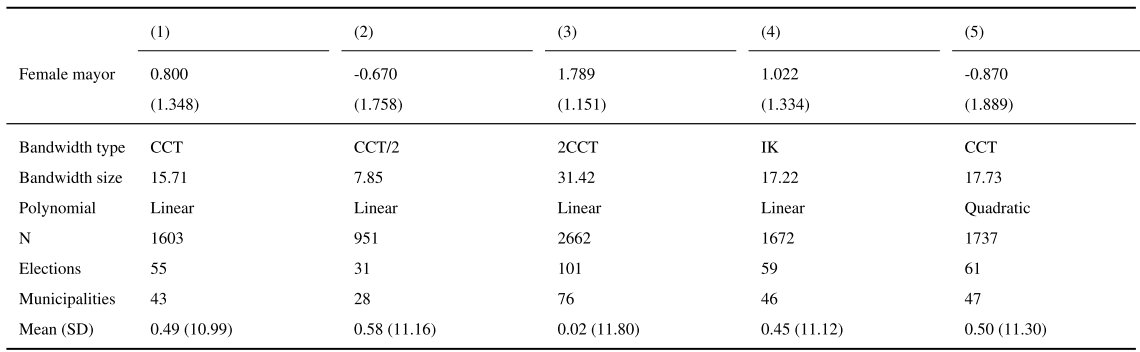 (1) (2) (3) (4) (5)
Female mayor 0.800 -0.670 1.789 1.022 -0.870
(1.348) (1.758) (1.151) (1.334) (1.889)
Bandwidth type CCT CCT/2 2CCT IK CCT
Bandwidth size 15.71 7.85 31.42 17.22 17.73
Polynomial Linear Linear Linear Linear Quadratic
N 1603 951 2662 1672 1737
Elections 55 31 101 59 61
Municipalities 43 28 76 46 47
Mean (SD) 0.49 (10.99) 0.58 (11.16) 0.02 (11.80) 0.45 (11.12) 0.50 (11.30)